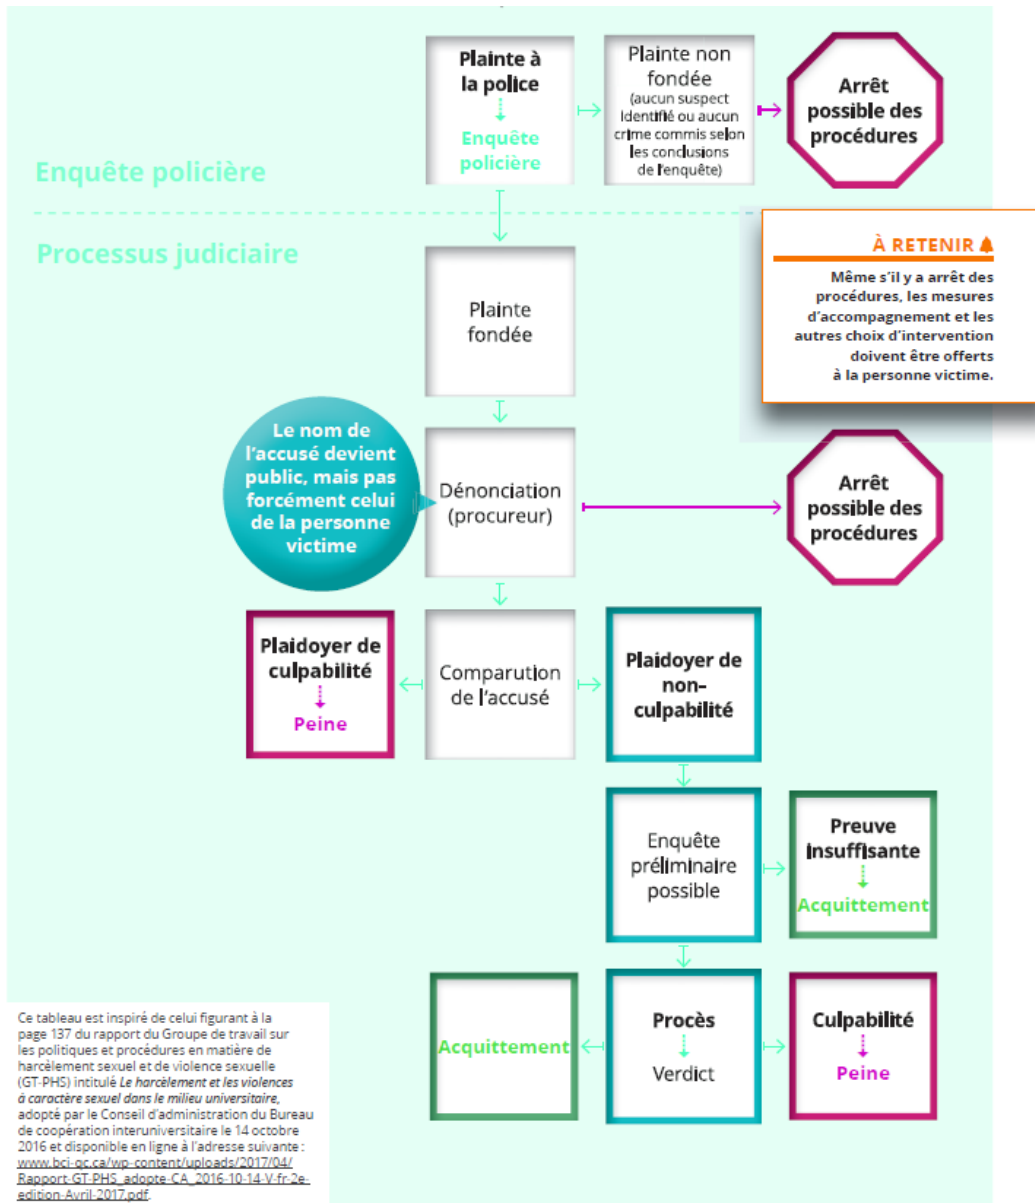 Plainte à
la police
Enquête
policière
Plainte non
fondée
(aucun suspect
Identifié ou aucun
crime commis selon
les conclusions
de l'enquête)
Arrêt
possible des
procédures
Enquête policière
Processus judiciaire
À RETENIR
Même s'il y a arrêt des
procédures, les mesures
d'accompagnement et les
autres choix d'intervention
doivent être offerts
à la personne victime.
Plainte
fondée
Le nom de
l'accusé devient
public, mais pas
forcément celui
de la personne
victime
Dénonciation
(procureur)
Arrêt
possible des
procédures
Plaidoyer de
culpabilité
Peine
Comparution
de l'accusé
Plaidoyer de
non-
culpabilité
Enquête
préliminaire
possible
Preuve
insuffisante
Acquittement
Acquittement
Procès
Verdict
Culpabilité
Peine
Ce tableau est inspiré de celui figurant à la
page 137 du rapport du Groupe de travail sur
les politiques et procédures en matière de
harcèlement sexuel et de violence sexuelle
(GT-PHS) intitulé Le harcèlement et les violences
à caractère sexuel dans le milieu universitaire,
adopté par le Conseil d'administration du Bureau
de coopération interuniversitaire le 14 octobre
2016 et disponible en ligne à l'adresse suivante :
www.bci-qc.ca/wp-content/uploads/2017/04/
Rapport-GT-PHS_adopte-CA_2016-10-14-V-fr-2e-
edition-Avril-2017.pdf.